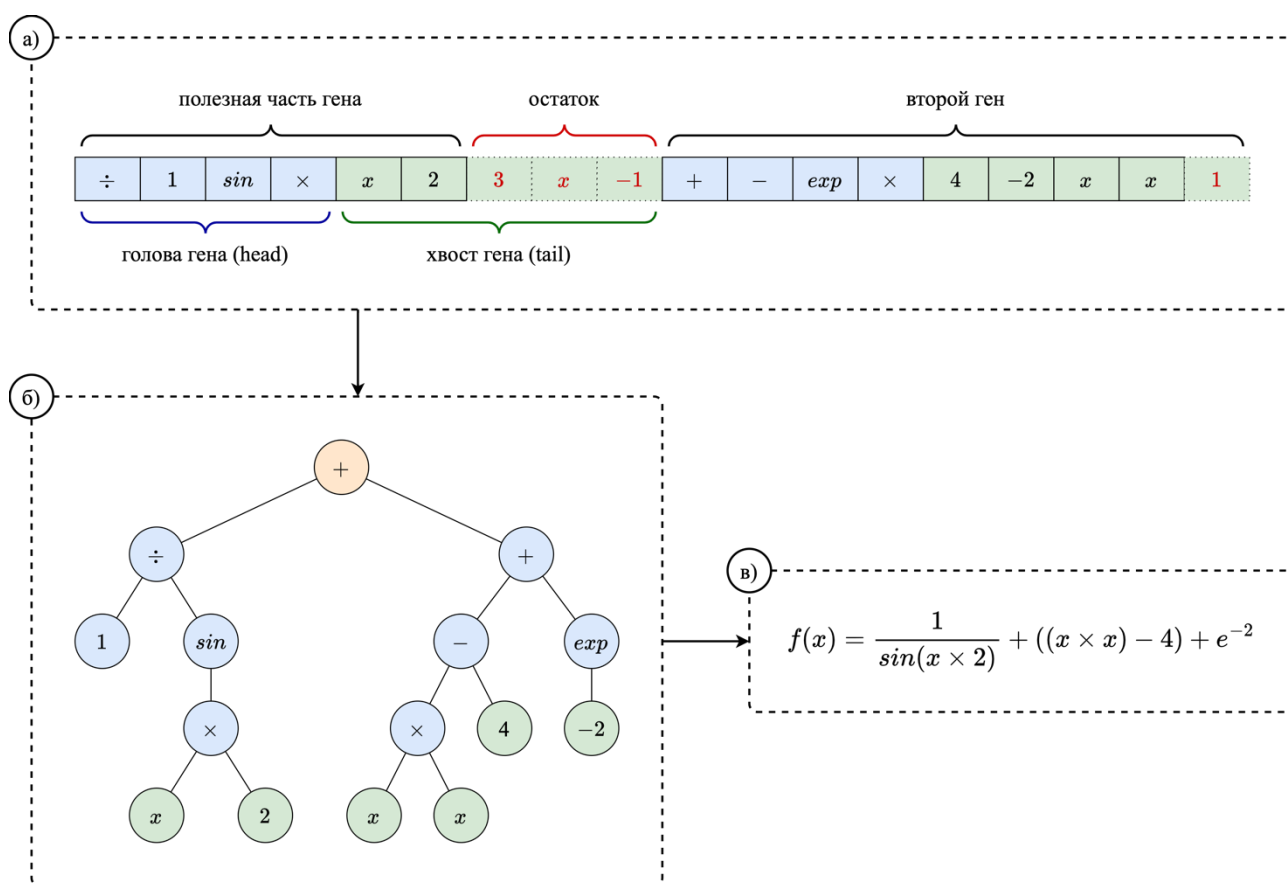 а)
полезная часть гена остаток второй ген
÷ 1 sin × x 2 3 x −1 + − exp × 4 −2 x x 1
голова гена (head) хвост гена (tail)
б)
+
÷ +
в)
1 sin − exp
f(x) = \frac{1}{sin(x × 2)} + ((x × x) − 4) + e^{−2}
× × 4 −2
x 2 x x